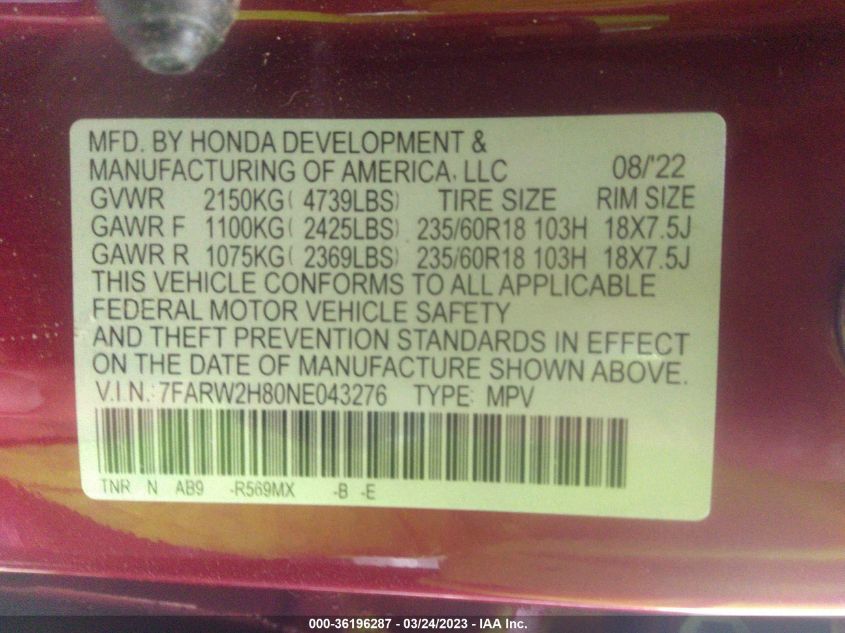 MFD. BY HONDA DEVELOPMENT &
MANUFACTURING OF AMERICA, LLC 08/'22
GVWR 2150KG( 4739LBS) TIRE SIZE RIM SIZE
GAWR F 1100KG( 2425LBS) 235/60R18 103H 18X7.5J
GAWR R 1075KG( 2369LBS) 235/60R18 103H 18X7.5J
THIS VEHICLE CONFORMS TO ALL APPLICABLE
FEDERAL MOTOR VEHICLE SAFETY
AND THEFT PREVENTION STANDARDS IN EFFECT
ON THE DATE OF MANUFACTURE SHOWN ABOVE.
V.I.N.: 7FARW2H80NE043276 TYPE: MPV
TNR N AB9 -R569MX -B -E
000-36196287 — 03/24/2023 — IAA Inc.